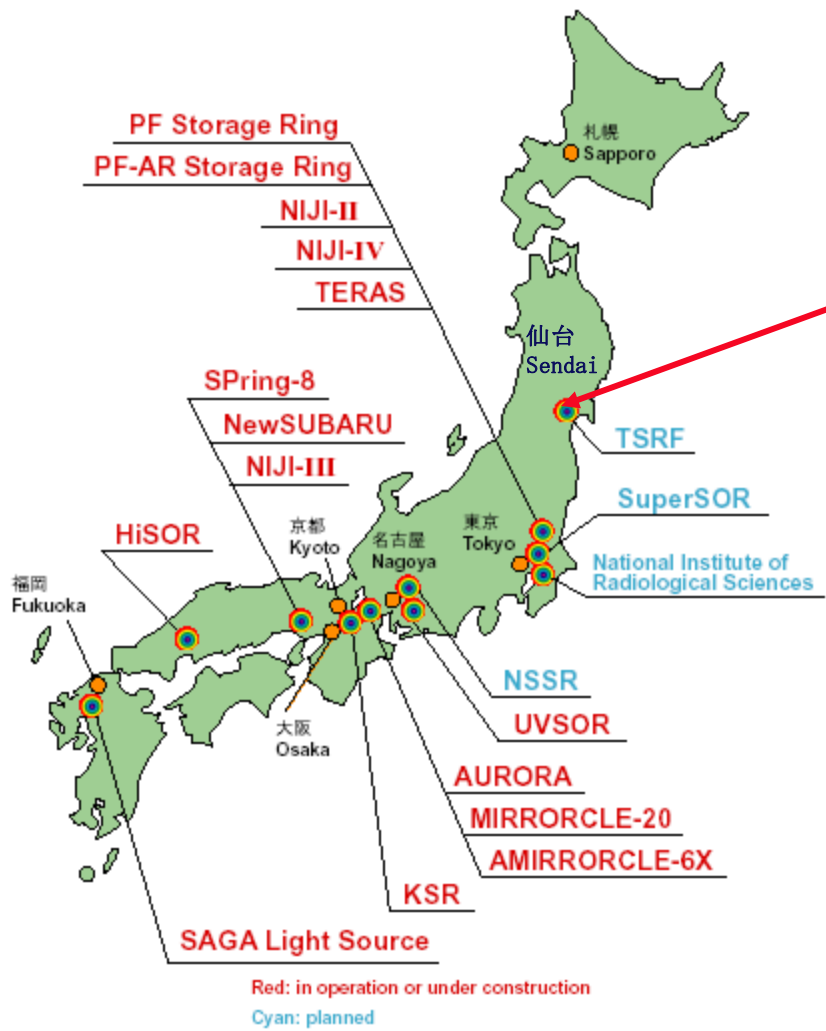 札幌
Sapporo
PF Storage Ring
PF-AR Storage Ring
NIJI-II
NIJI-IV
TERAS
仙台
Sendai
TSRF
SPring-8
NewSUBARU
NIJI-III
SuperSOR
HiSOR
京都
Kyoto
名古屋
Nagoya
東京
Tokyo
National Institute of
Radiological Sciences
福岡
Fukuoka
NSSR
大阪
Osaka
UVSOR
AURORA
MIRRORCLE-20
AMIRRORCLE-6X
KSR
SAGA Light Source
Red: in operation or under construction
Cyan: planned